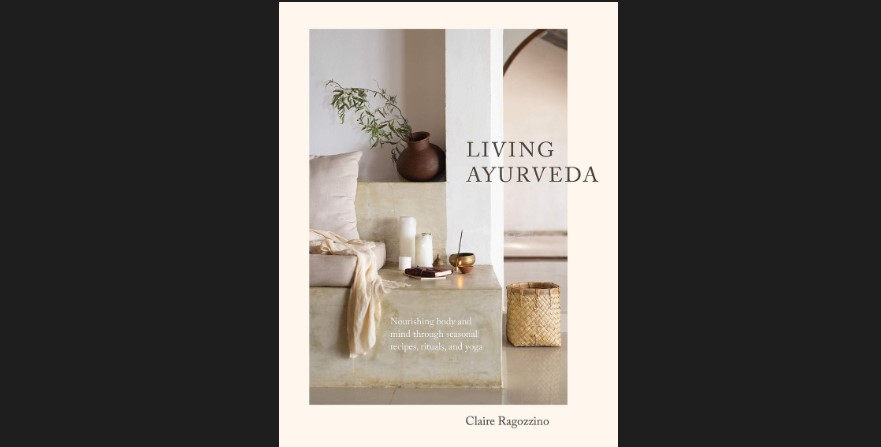 LIVING
AYURVEDA
Nourishing body and
mind through seasonal
recipes, rituals, and yoga
Claire Ragozzino